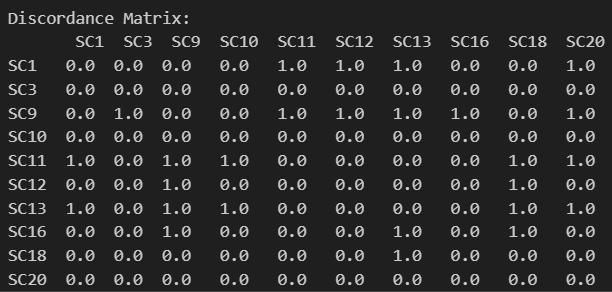 Discordance Matrix:
SC1 SC3 SC9 SC10 SC11 SC12 SC13 SC16 SC18 SC20
SC1 0.0 0.0 0.0 0.0 1.0 1.0 1.0 0.0 0.0 1.0
SC3 0.0 0.0 0.0 0.0 0.0 0.0 0.0 0.0 0.0 0.0
SC9 0.0 1.0 0.0 0.0 1.0 1.0 1.0 1.0 0.0 1.0
SC10 0.0 0.0 0.0 0.0 0.0 0.0 0.0 0.0 0.0 0.0
SC11 1.0 0.0 1.0 1.0 0.0 0.0 0.0 0.0 1.0 1.0
SC12 0.0 0.0 1.0 0.0 0.0 0.0 0.0 0.0 1.0 0.0
SC13 1.0 0.0 1.0 1.0 0.0 0.0 0.0 0.0 1.0 1.0
SC16 0.0 0.0 1.0 0.0 0.0 0.0 1.0 0.0 1.0 0.0
SC18 0.0 0.0 0.0 0.0 0.0 0.0 1.0 0.0 0.0 0.0
SC20 0.0 0.0 0.0 0.0 0.0 0.0 0.0 0.0 0.0 0.0